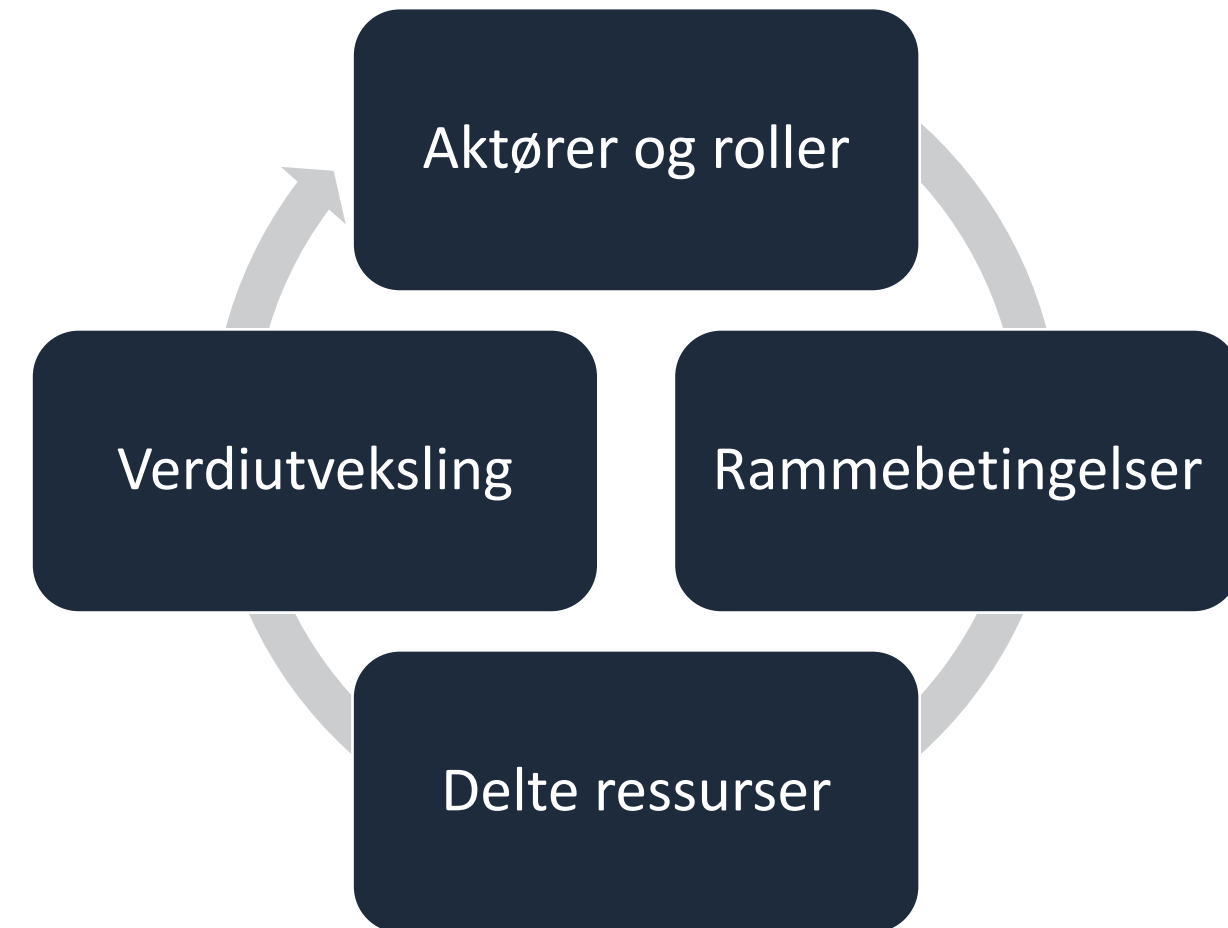 Aktører og roller
Verdiutveksling
Rammebetingelser
Delte ressurser